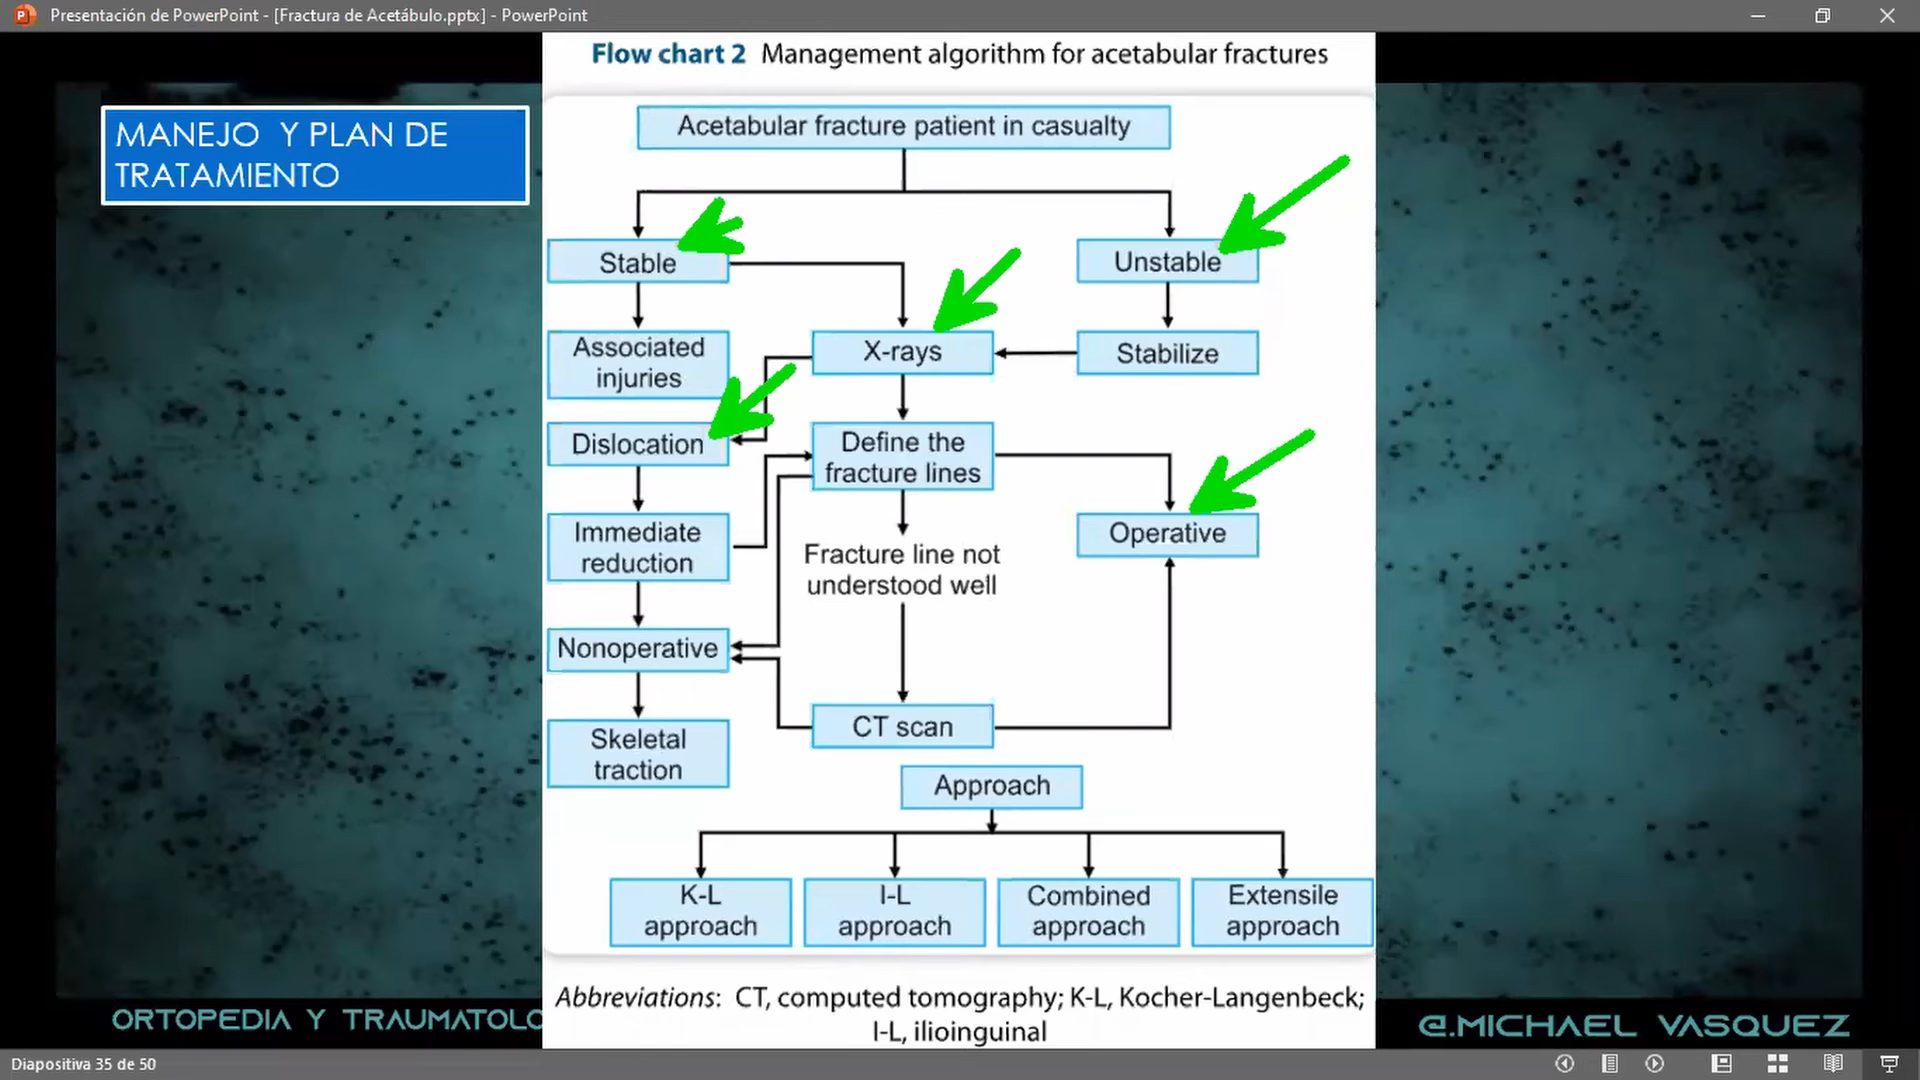 Presentación de PowerPoint - [Fractura de Acetábulo.pptx] - PowerPoint
Flow chart 2 Management algorithm for acetabular fractures
MANEJO Y PLAN DE
TRATAMIENTO
Acetabular fracture patient in casualty
Stable
Unstable
Associated
injuries
X-rays
Stabilize
Dislocation
Define the
fracture lines
Immediate
reduction
Fracture line not
understood well
Operative
Nonoperative
Skeletal
traction
CT scan
Approach
K-L
approach
I-L
approach
Combined
approach
Extensile
approach
Abbreviations: CT, computed tomography; K-L, Kocher-Langenbeck;
I-L, ilioinguinal
ORTOPEDIA Y TRAUMATOLO
@.MICHAEL VASQUEZ
Diapositiva 35 de 50